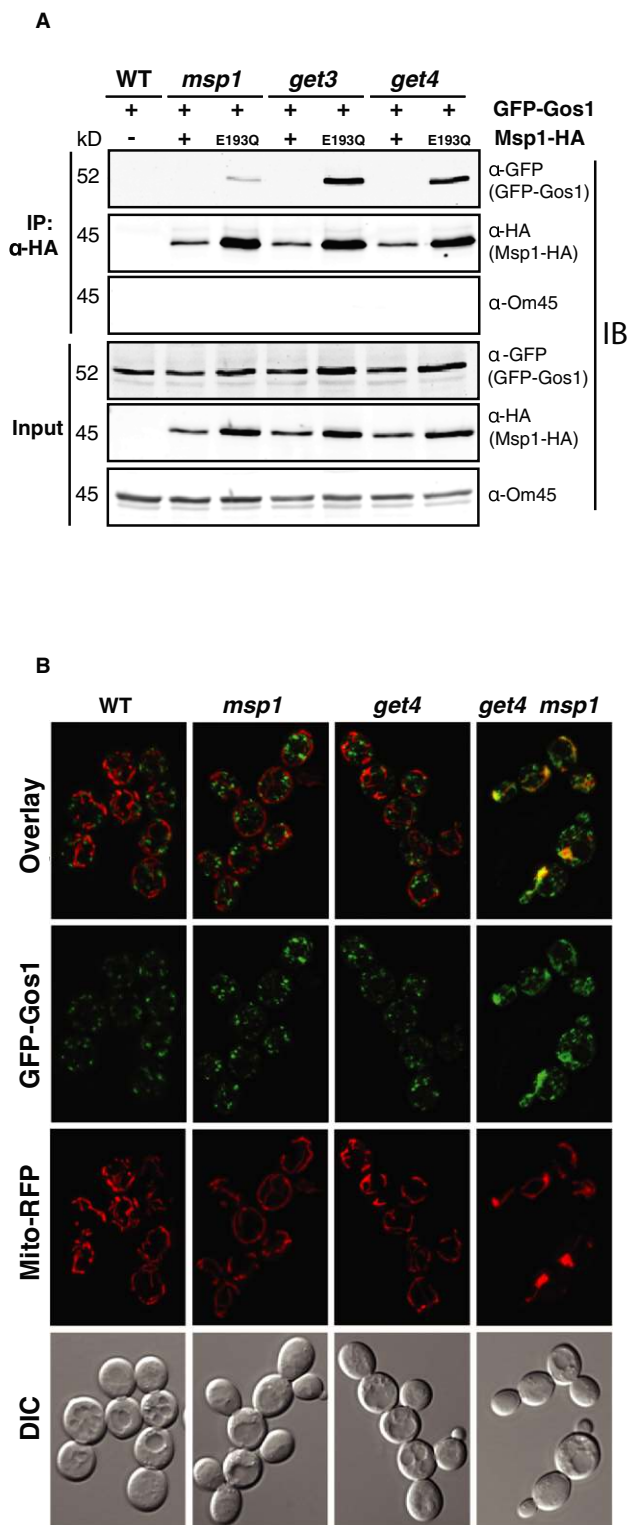 A
WT msp1 get3 get4
+ + + + + + + GFP-Gos1
kD - + E193Q + E193Q + E193Q Msp1-HA
IP:
α-HA
52 α-GFP
(GFP-Gos1)
45 α-HA
(Msp1-HA)
45 α-Om45
IB
Input
52 α-GFP
(GFP-Gos1)
45 α-HA
(Msp1-HA)
45 α-Om45
B
WT msp1 get4 get4 msp1
Overlay
GFP-Gos1
Mito-RFP
DIC